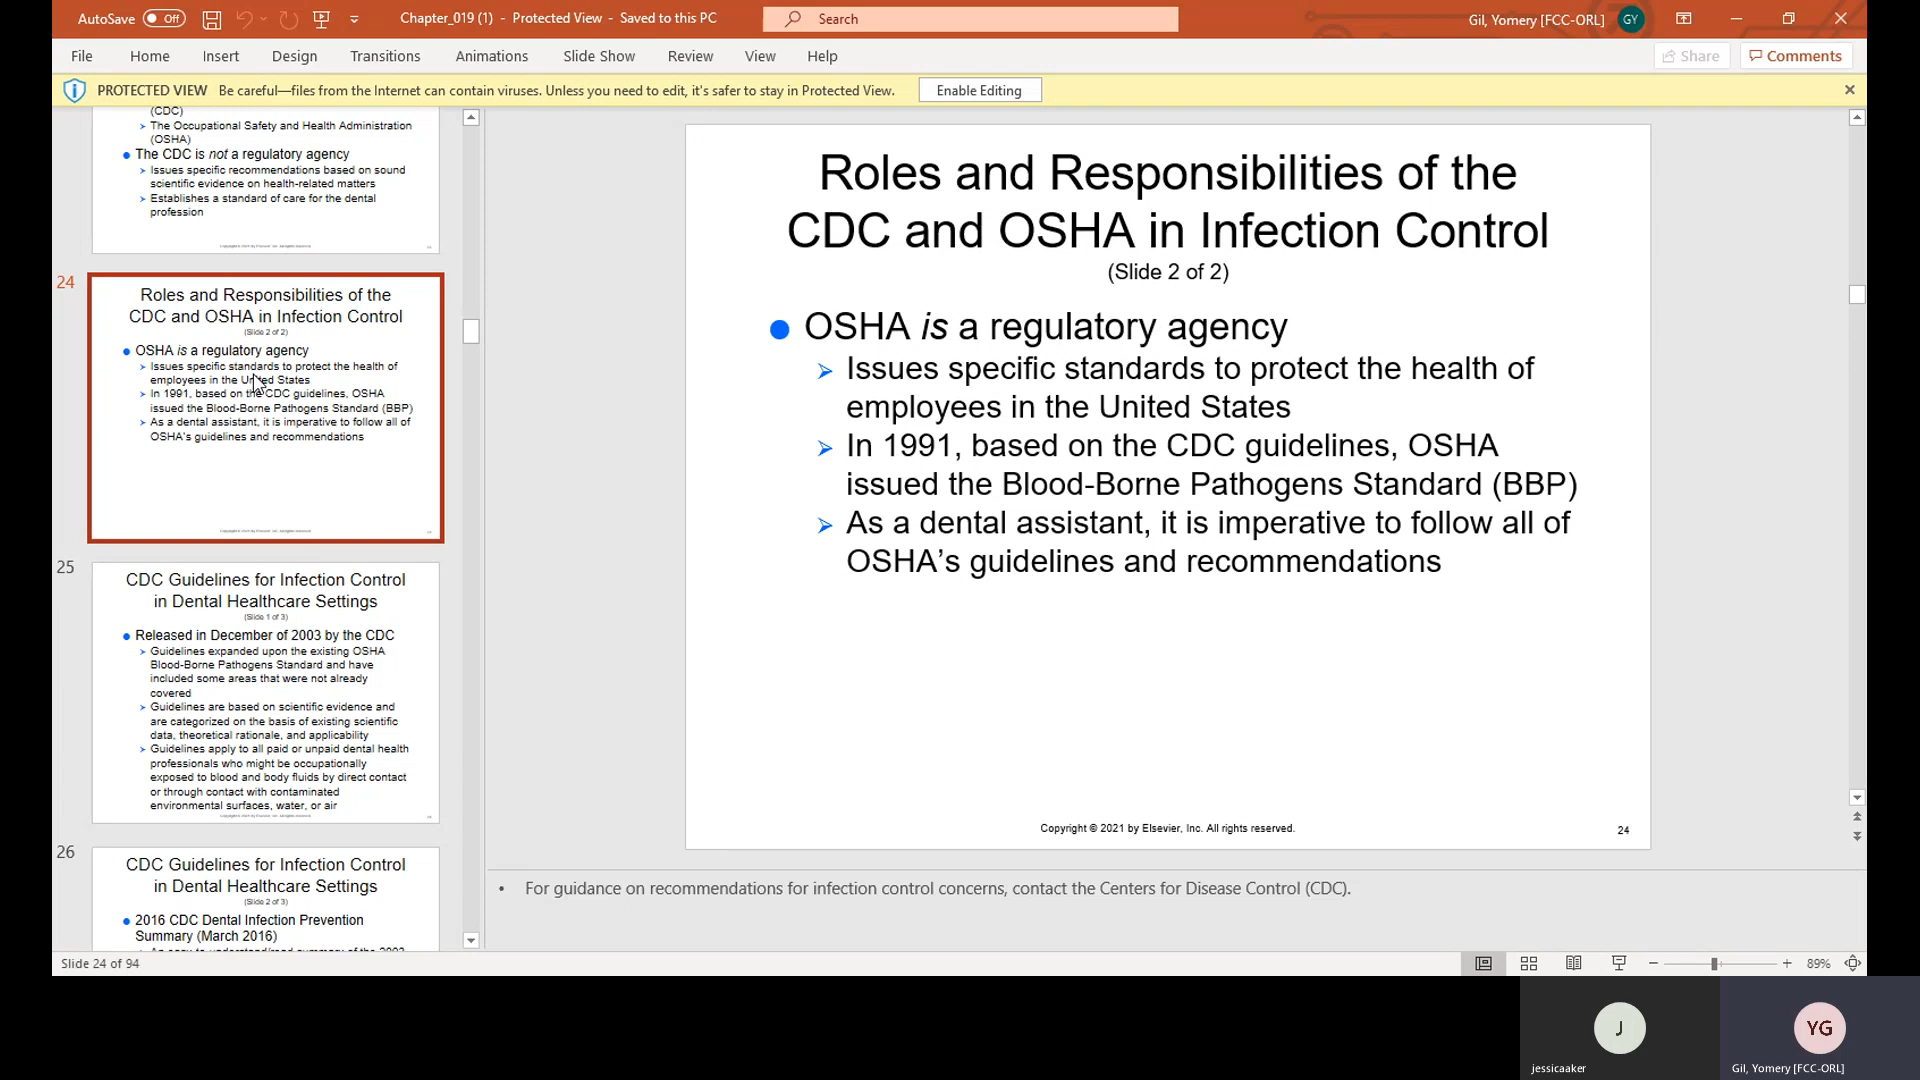 AutoSave Off Chapter_019 (1) - Protected View - Saved to this PC Search Gil, Yomery [FCC-ORL] GY
File Home Insert Design Transitions Animations Slide Show Review View Help Share Comments
PROTECTED VIEW Be careful—files from the Internet can contain viruses. Unless you need to edit, it's safer to stay in Protected View. Enable Editing
(CDC)
➢ The Occupational Safety and Health Administration
(OSHA)
● The CDC is not a regulatory agency
➢ Issues specific recommendations based on sound
scientific evidence on health-related matters
➢ Establishes a standard of care for the dental
profession
24
Roles and Responsibilities of the
CDC and OSHA in Infection Control
(Slide 2 of 2)
● OSHA is a regulatory agency
➢ Issues specific standards to protect the health of
employees in the United States
➢ In 1991, based on the CDC guidelines, OSHA
issued the Blood-Borne Pathogens Standard (BBP)
➢ As a dental assistant, it is imperative to follow all of
OSHA's guidelines and recommendations
25
CDC Guidelines for Infection Control
in Dental Healthcare Settings
(Slide 1 of 3)
● Released in December of 2003 by the CDC
➢ Guidelines expanded upon the existing OSHA
Blood-Borne Pathogens Standard and have
included some areas that were not already
covered
➢ Guidelines are based on scientific evidence and
are categorized on the basis of existing scientific
data, theoretical rationale, and applicability
➢ Guidelines apply to all paid or unpaid dental health
professionals who might be occupationally
exposed to blood and body fluids by direct contact
or through contact with contaminated
environmental surfaces, water, or air
26
CDC Guidelines for Infection Control
in Dental Healthcare Settings
(Slide 2 of 3)
● 2016 CDC Dental Infection Prevention
Summary (March 2016)
Roles and Responsibilities of the
CDC and OSHA in Infection Control
(Slide 2 of 2)
● OSHA is a regulatory agency
➢ Issues specific standards to protect the health of
employees in the United States
➢ In 1991, based on the CDC guidelines, OSHA
issued the Blood-Borne Pathogens Standard (BBP)
➢ As a dental assistant, it is imperative to follow all of
OSHA's guidelines and recommendations
Copyright © 2021 by Elsevier, Inc. All rights reserved. 24
• For guidance on recommendations for infection control concerns, contact the Centers for Disease Control (CDC).
Slide 24 of 94 89%
J YG
jessicaaker Gil, Yomery [FCC-ORL]